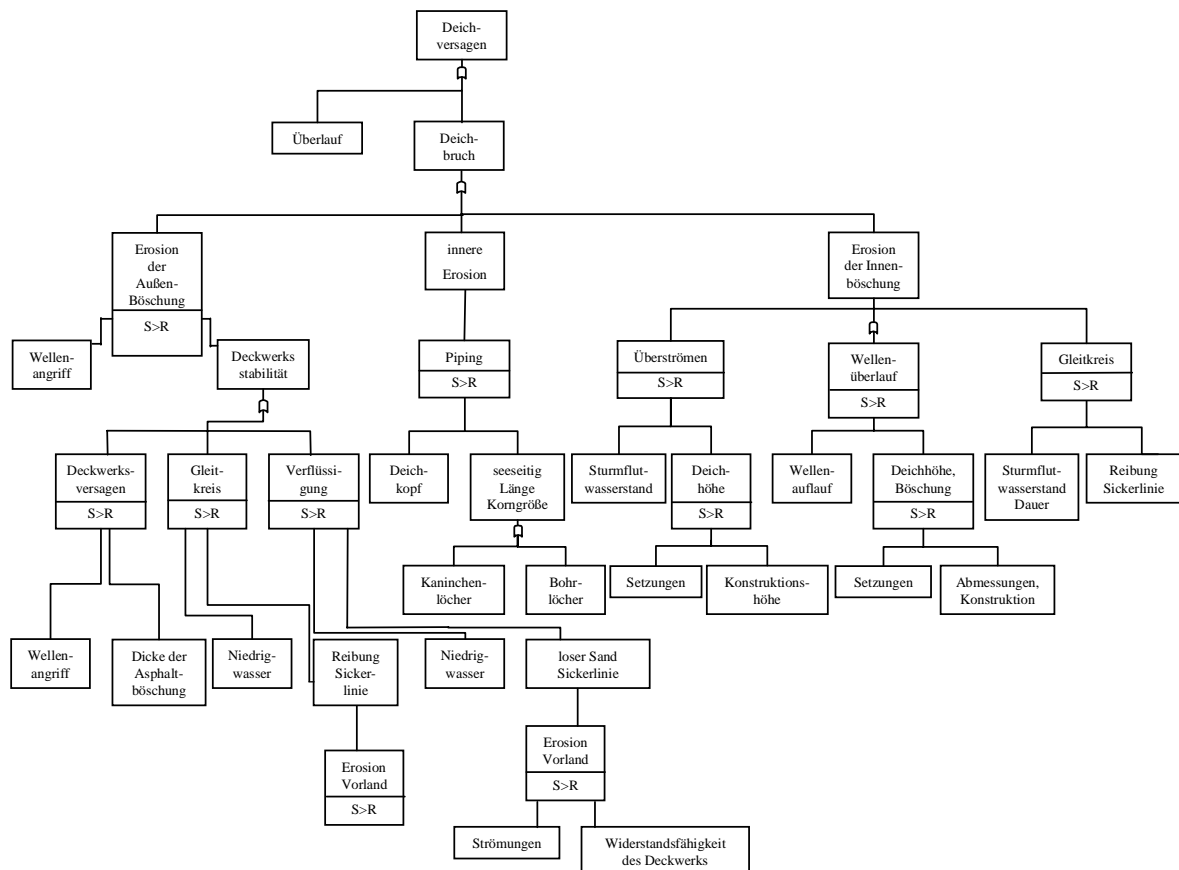 Deich-
versagen
Überlauf
Deich-
bruch
Erosion
der
Außen-
Böschung
S>R
innere
Erosion
Erosion
der Innen-
böschung
Wellen-
angriff
Deckwerks
stabilität
Piping
S>R
Überströmen
S>R
Wellen-
überlauf
S>R
Gleitkreis
S>R
Deckwerks-
versagen
S>R
Gleit-
kreis
S>R
Verflüssi-
gung
S>R
Deich-
kopf
seeseitig
Länge
Korngröße
Sturmflut-
wasserstand
Deich-
höhe
S>R
Wellen-
auflauf
Deichhöhe,
Böschung
S>R
Sturmflut-
wasserstand
Dauer
Reibung
Sickerlinie
Kaninchen-
löcher
Bohr-
löcher
Setzungen
Konstruktions-
höhe
Setzungen
Abmessungen,
Konstruktion
Wellen-
angriff
Dicke der
Asphalt-
böschung
Niedrig-
wasser
Reibung
Sicker-
linie
Niedrig-
wasser
loser Sand
Sickerlinie
Erosion
Vorland
S>R
Erosion
Vorland
S>R
Strömungen
Widerstandsfähigkeit
des Deckwerks